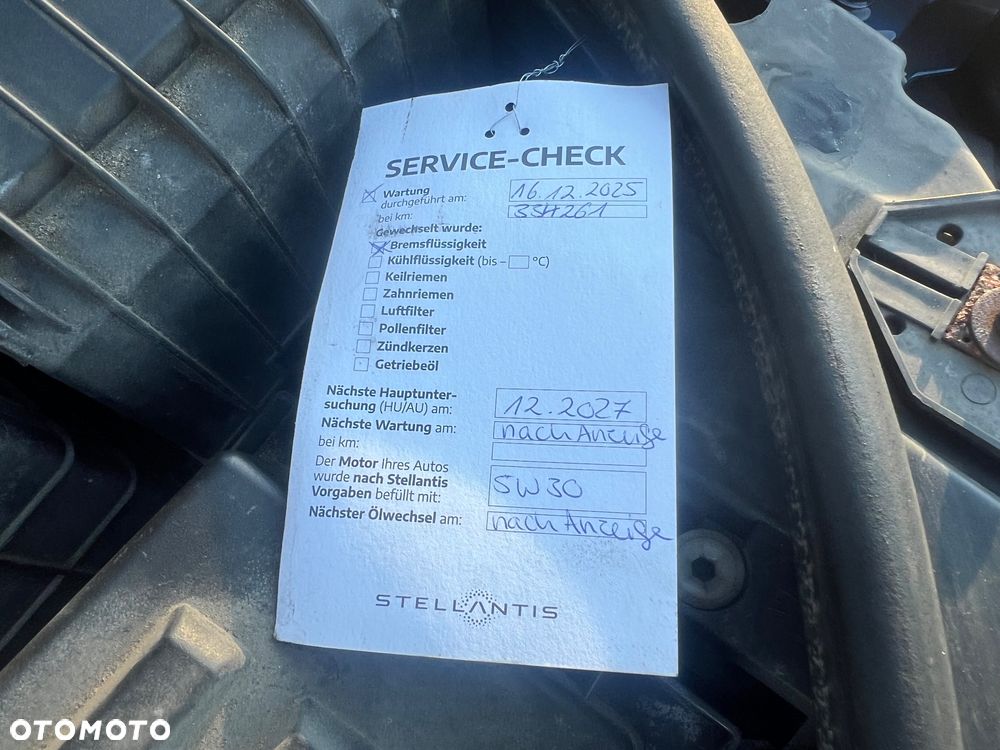 SERVICE-CHECK
Wartung
durchgeführt am: 16.12.2025
bei km:
Gewechselt wurde:
Bremsflüssigkeit
Kühlflüssigkeit (bis – °C)
Keilriemen
Zahnriemen
Luftfilter
Pollenfilter
Zündkerzen
Getriebeöl
Nächste Hauptunter-
suchung (HU/AU) am: 12.2027
Nächste Wartung am: nach Anzeige
bei km:
Der Motor Ihres Autos
wurde nach Stellantis
Vorgaben befüllt mit: 5W30
Nächster Ölwechsel am: nach Anzeige
STELLANTIS
OTOMOTO